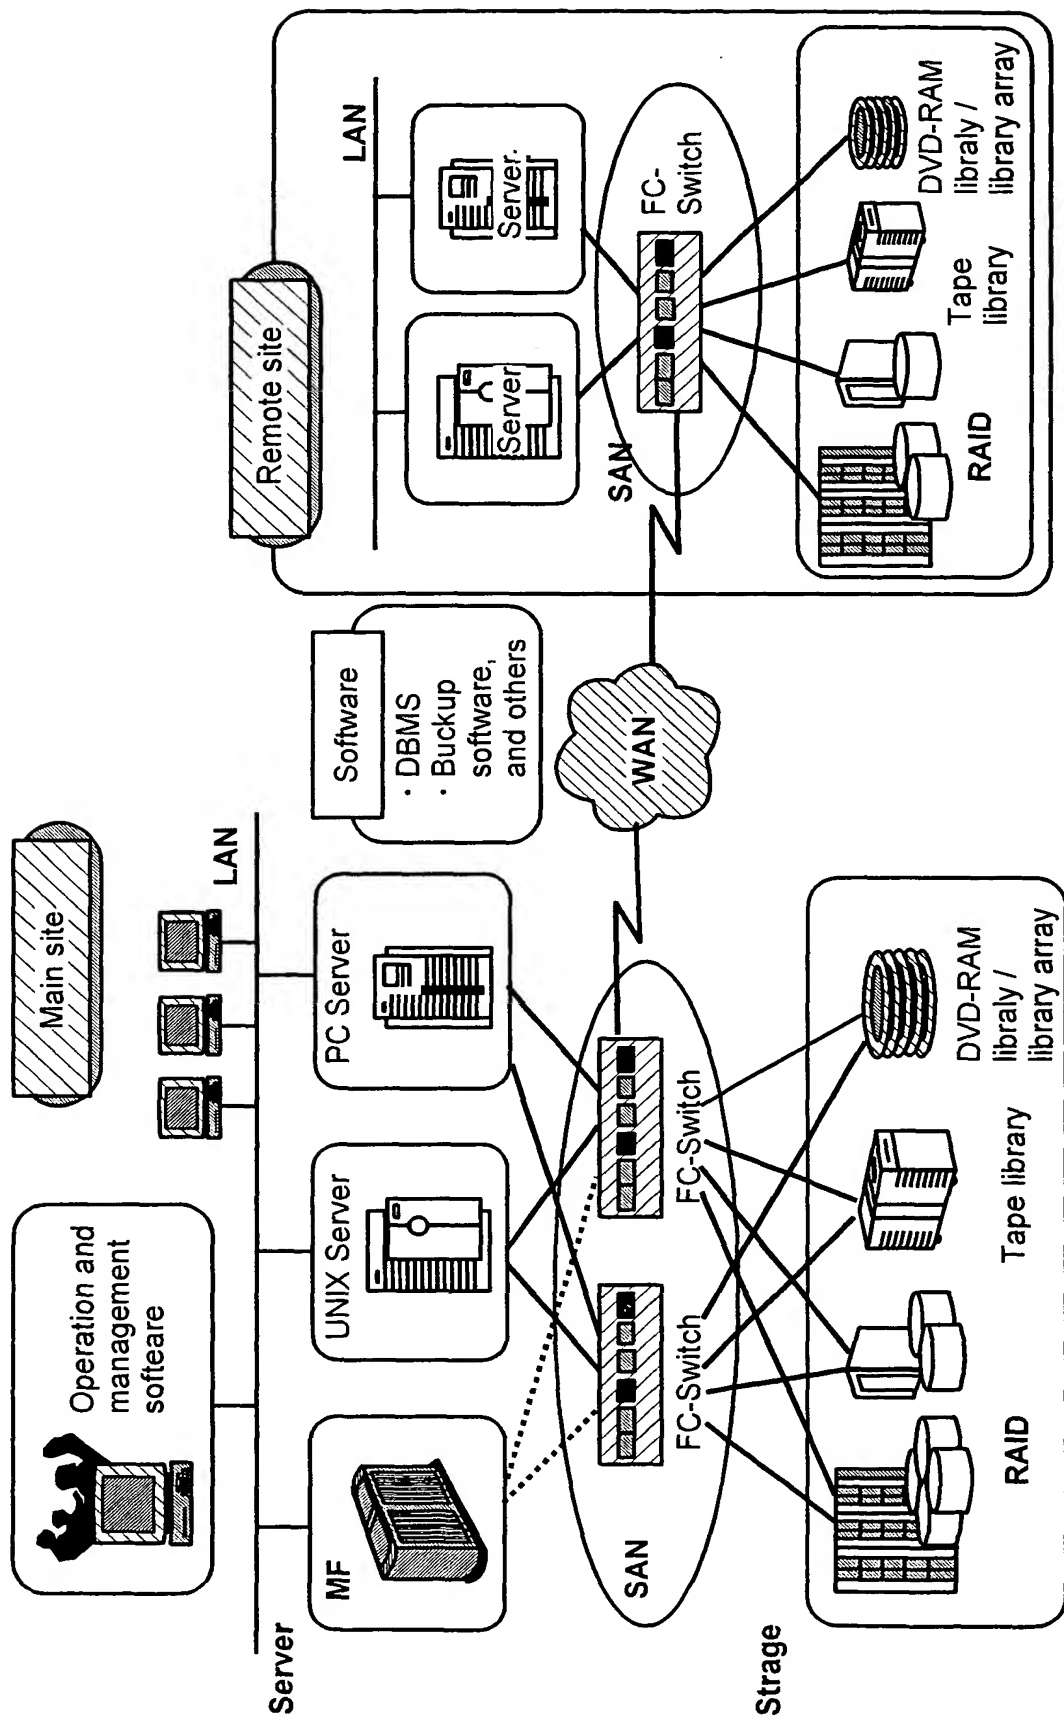 Main site
Operation and
management
softeare
LAN
Server
MF
UNIX Server
PC Server
Software
· DBMS
· Buckup
software,
and others
SAN
FC-Switch
FC-Switch
WAN
Strage
RAID
Tape library
DVD-RAM
libraly /
library array
Remote site
LAN
Server
Server
SAN
FC-
Switch
RAID
Tape
library
DVD-RAM
libraly /
library array